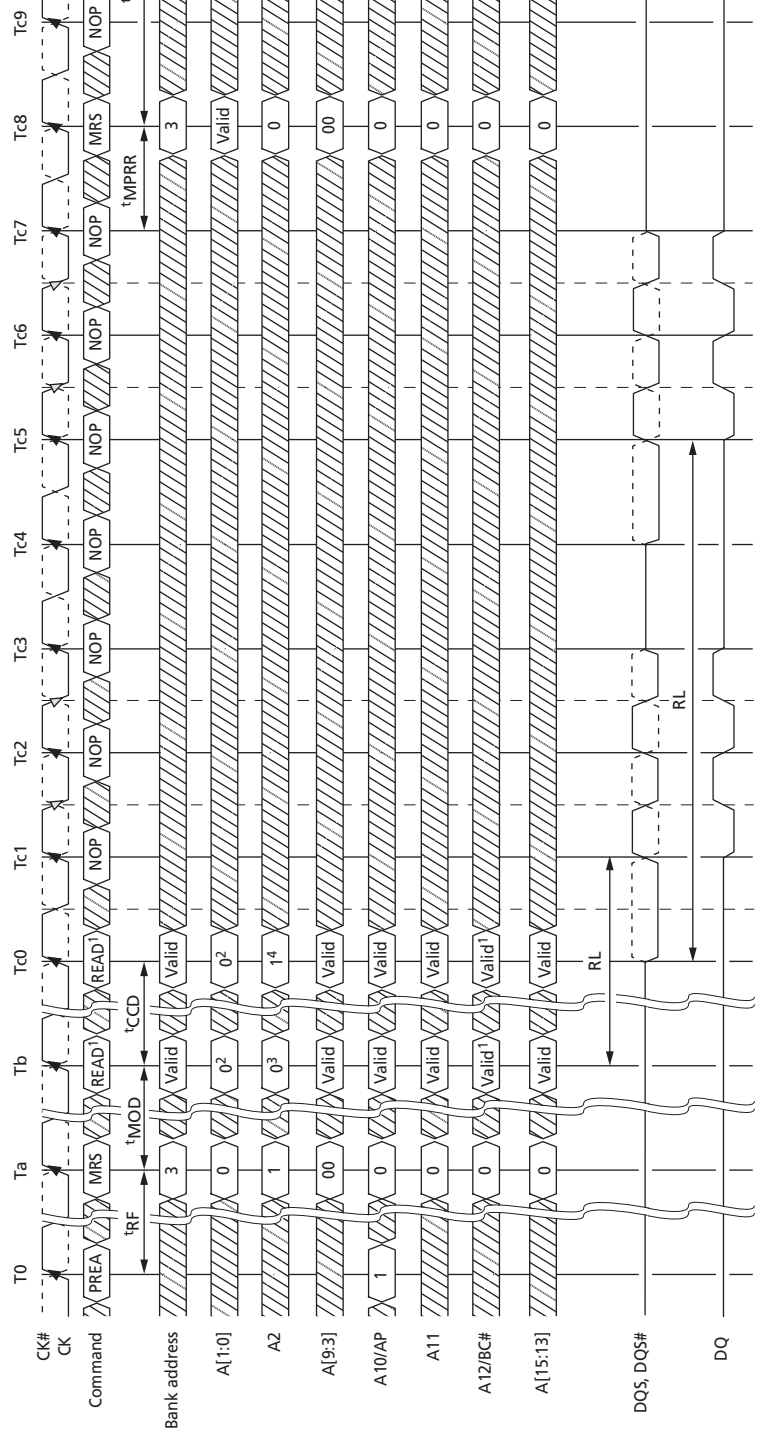 T0 Ta Tb Tc0 Tc1 Tc2 Tc3 Tc4 Tc5 Tc6 Tc7 Tc8 Tc9
CK#
CK
Command PREA MRS READ¹ READ¹ NOP NOP NOP NOP NOP NOP NOP MRS NOP
ᵗRF ᵗMOD ᵗCCD ᵗMPRR
Bank address 3 Valid Valid 3
A[1:0] 0 0² 0² Valid
A2 1 0³ 1⁴ 0
A[9:3] 00 Valid Valid 00
A10/AP 1 0 Valid Valid 0
A11 0 Valid Valid 0
A12/BC# 0 Valid¹ Valid¹ 0
A[15:13] 0 Valid Valid 0
RL
DQS, DQS#
RL
DQ